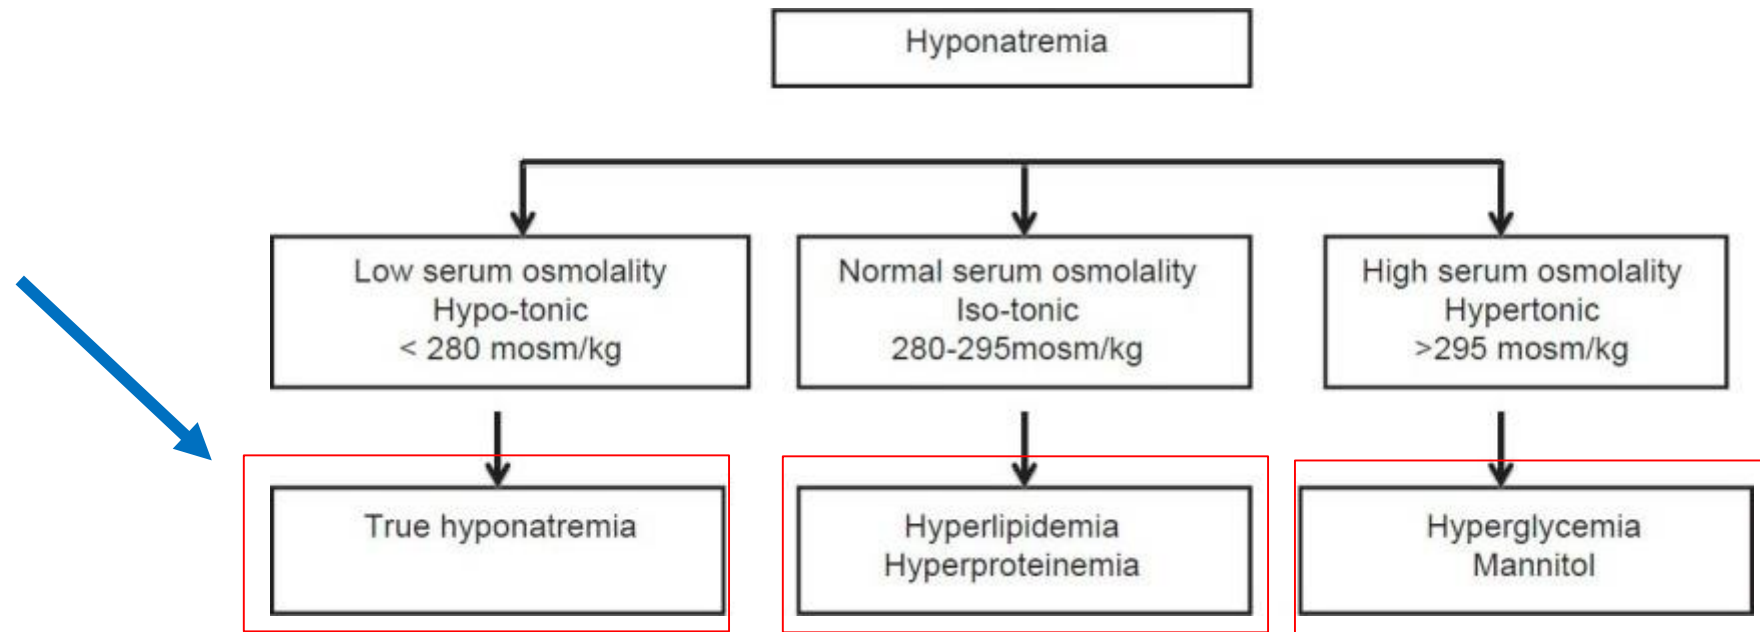 Hyponatremia
Low serum osmolality
Hypo-tonic
< 280 mosm/kg
Normal serum osmolality
Iso-tonic
280-295mosm/kg
High serum osmolality
Hypertonic
>295 mosm/kg
True hyponatremia
Hyperlipidemia
Hyperproteinemia
Hyperglycemia
Mannitol